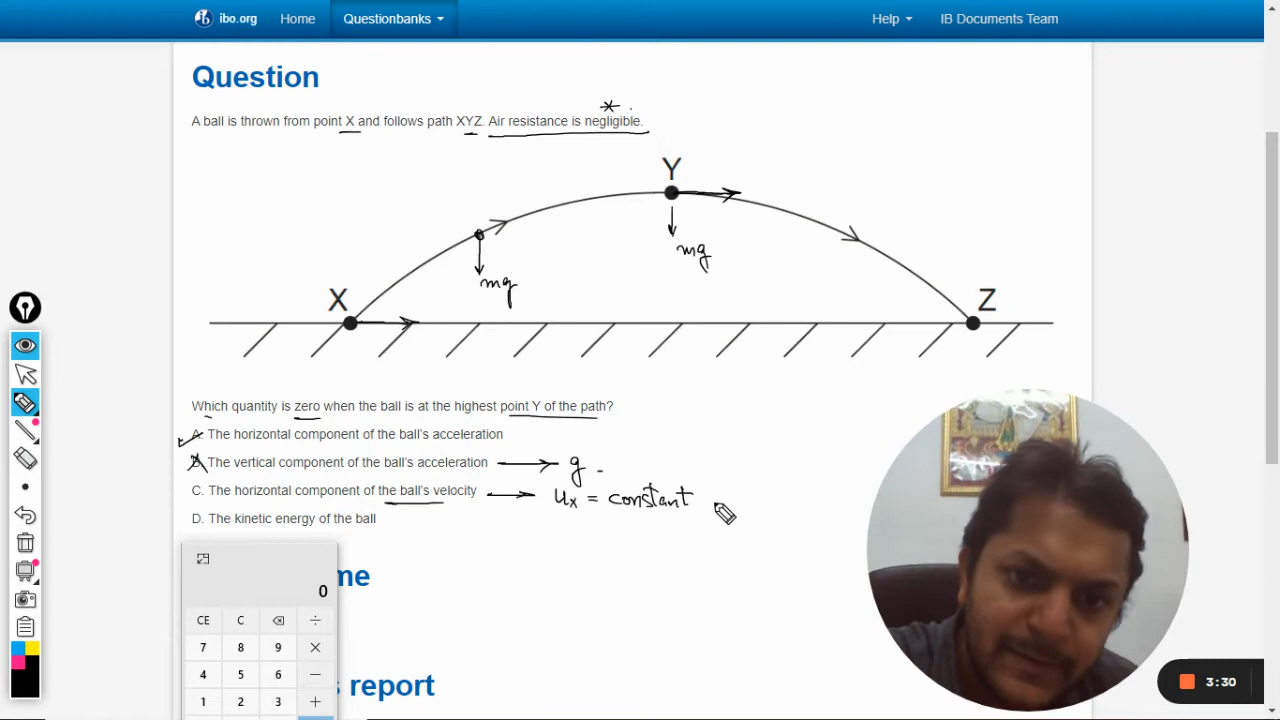 ibo.org Home Questionbanks Help IB Documents Team
Question
A ball is thrown from point X and follows path XYZ. Air resistance is negligible.
Y
mg
mg
X
Z
Which quantity is zero when the ball is at the highest point Y of the path?
A. The horizontal component of the ball's acceleration
The vertical component of the ball's acceleration → g
C. The horizontal component of the ball's velocity → ux = constant
D. The kinetic energy of the ball
me
0
CE C ÷
7 8 9 ×
4 5 6 −
s report
1 2 3 +
3:30